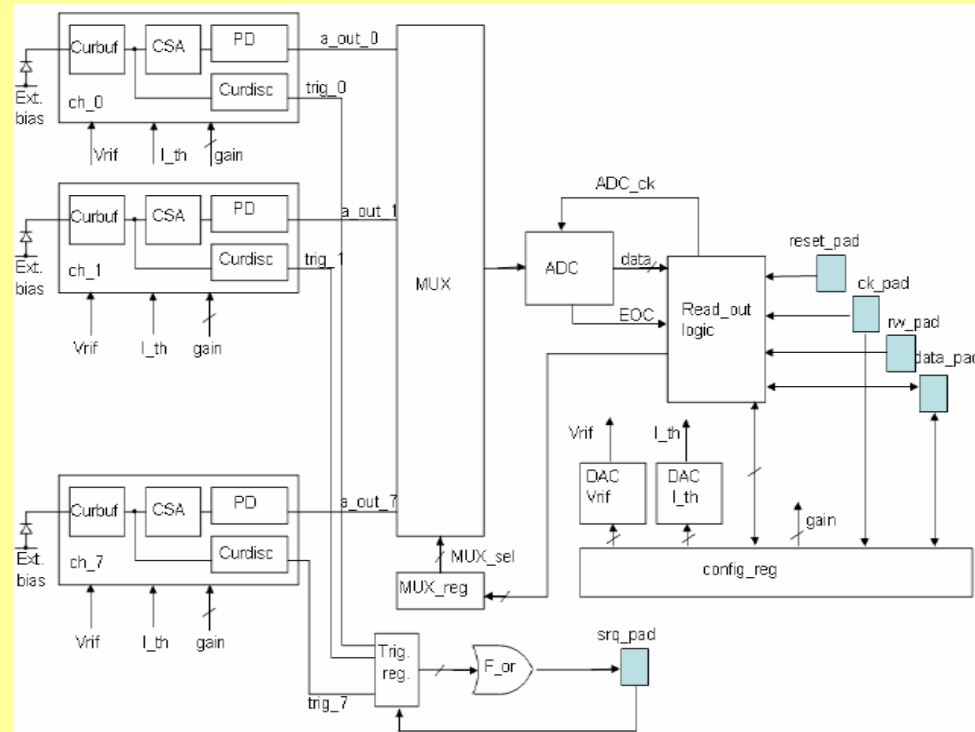 Curbuf
CSA
PD
Curdisc
ch_0
Ext.
bias
Vrif
I_th
gain
a_out_0
trig_0
Curbuf
CSA
PD
Curdisc
ch_1
Ext.
bias
Vrif
I_th
gain
a_out_1
trig_1
Curbuf
CSA
PD
Curdisc
ch_7
Ext.
bias
Vrif
I_th
gain
a_out_7
trig_7
MUX
MUX_sel
MUX_reg
Trig.
reg.
F_or
srq_pad
ADC_ck
ADC
data
EOC
Read_out
logic
reset_pad
ck_pad
rw_pad
data_pad
Vrif
I_th
DAC
Vrif
DAC
I_th
gain
config_reg